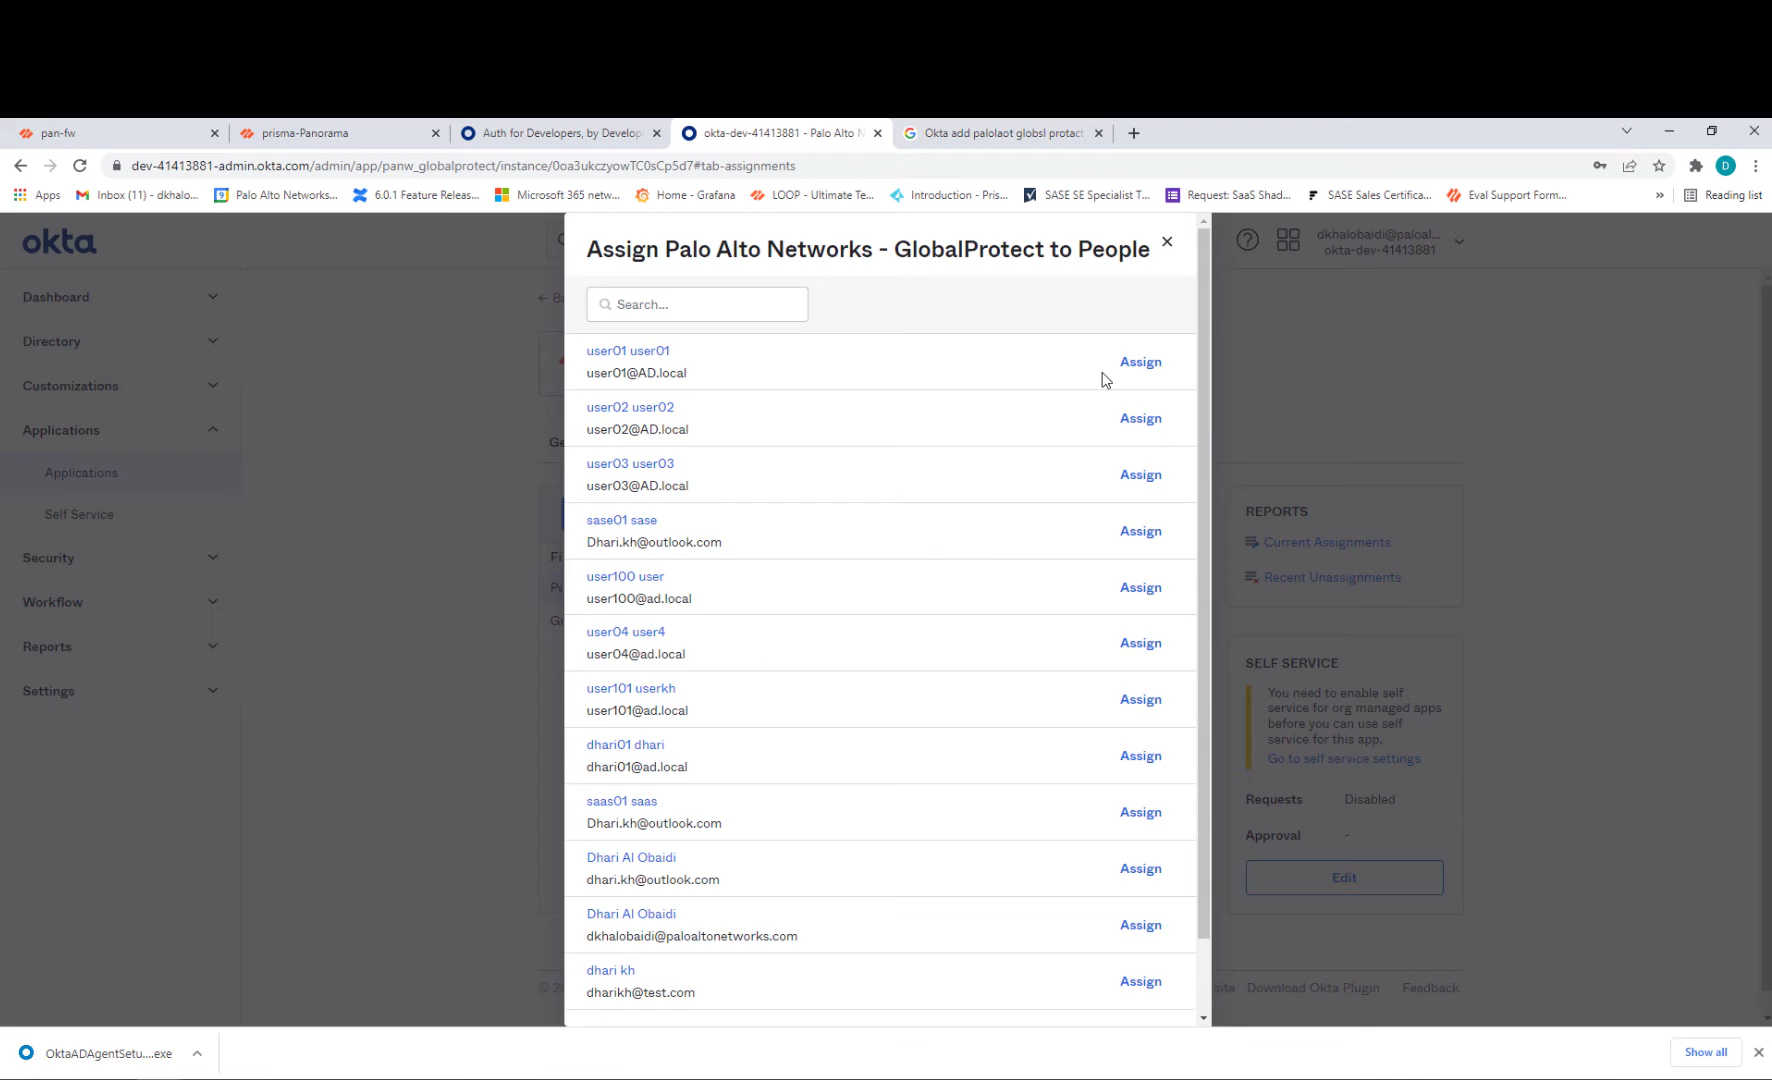 pan-fw
prisma-Panorama
Auth for Developers, by Develop
okta-dev-41413881 - Palo Alto N
Okta add palolaot globsl protact
dev-41413881-admin.okta.com/admin/app/panw_globalprotect/instance/0oa3ukczyowTC0sCp5d7#tab-assignments
D
Apps
Inbox (11) - dkhalo...
Palo Alto Networks...
6.0.1 Feature Releas...
Microsoft 365 netw...
Home - Grafana
LOOP - Ultimate Te...
Introduction - Pris...
SASE SE Specialist T...
Request: SaaS Shad...
SASE Sales Certifica...
Eval Support Form...
»
Reading list
okta
dkhalobaidi@paloal...
okta-dev-41413881
Dashboard
Directory
Customizations
Applications
Applications
Self Service
Security
Workflow
Reports
Settings
Assign Palo Alto Networks - GlobalProtect to People
Search...
user01 user01
user01@AD.local
Assign
user02 user02
user02@AD.local
Assign
user03 user03
user03@AD.local
Assign
sase01 sase
Dhari.kh@outlook.com
Assign
user100 user
user100@ad.local
Assign
user04 user4
user04@ad.local
Assign
user101 userkh
user101@ad.local
Assign
dhari01 dhari
dhari01@ad.local
Assign
saas01 saas
Dhari.kh@outlook.com
Assign
Dhari Al Obaidi
dhari.kh@outlook.com
Assign
Dhari Al Obaidi
dkhalobaidi@paloaltonetworks.com
Assign
dhari kh
dharikh@test.com
Assign
REPORTS
Current Assignments
Recent Unassignments
SELF SERVICE
You need to enable self
service for org managed apps
before you can use self
service for this app.
Go to self service settings
Requests Disabled
Approval -
Edit
Download Okta Plugin
Feedback
OktaADAgentSetu....exe
Show all